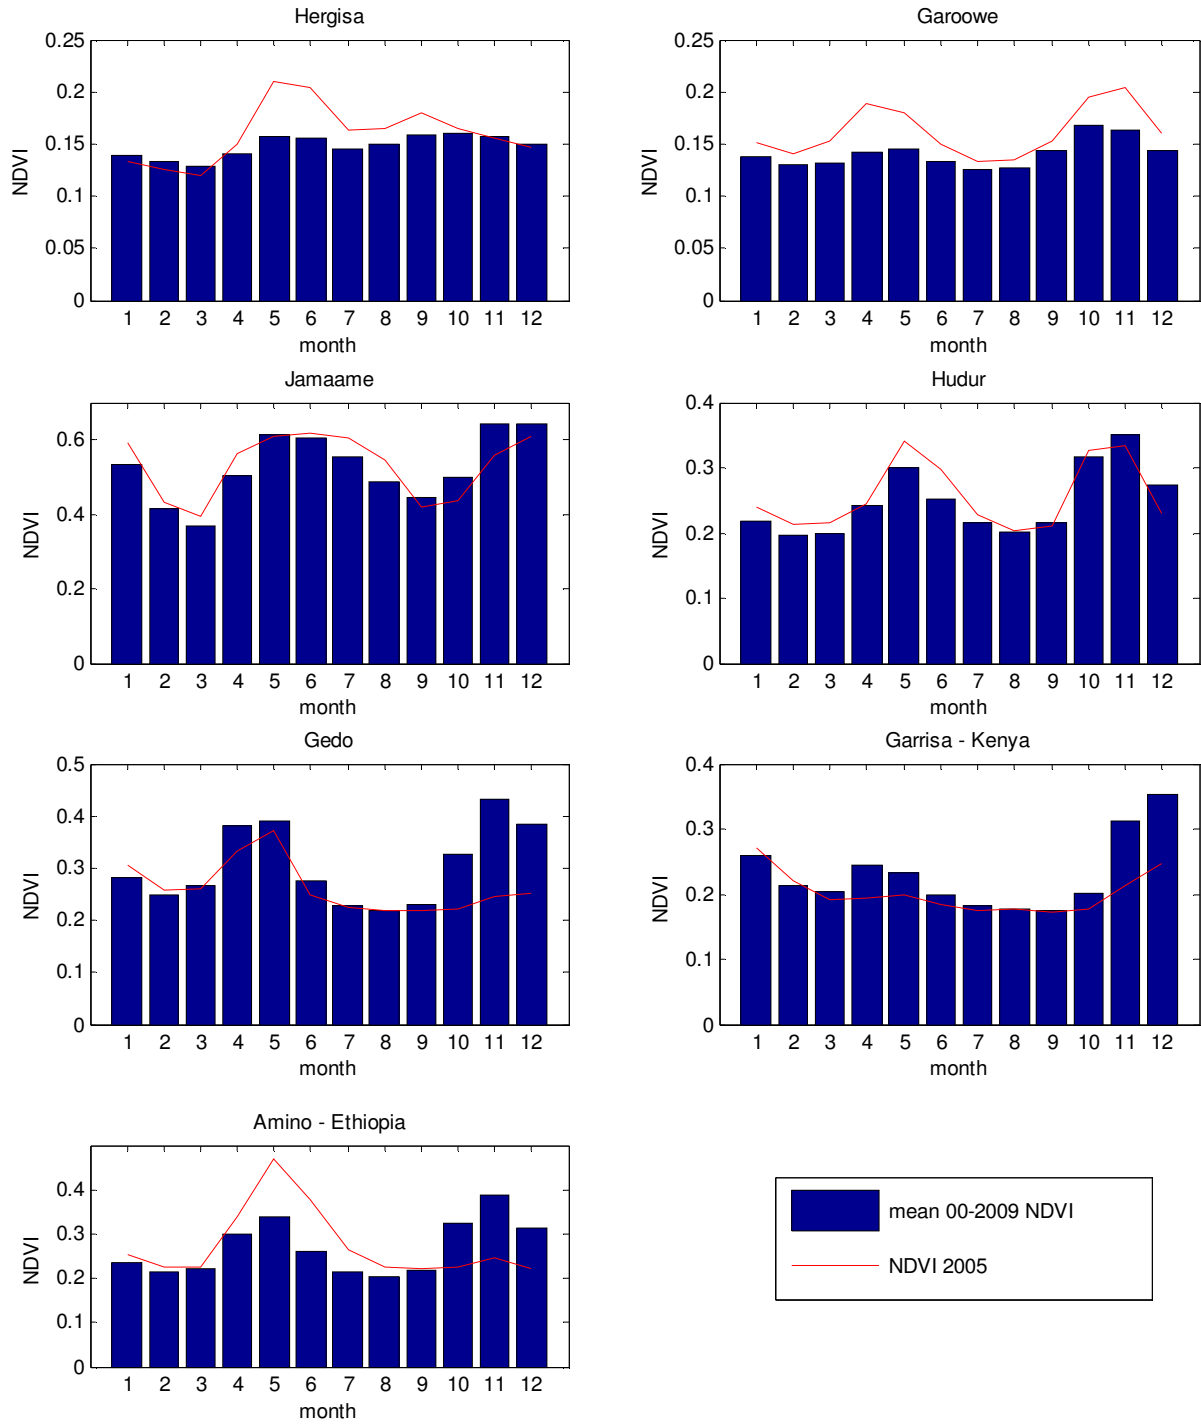 Hergisa
0.25
0.2
0.15
0.1
0.05
0
NDVI
1 2 3 4 5 6 7 8 9 10 11 12
month
Garoowe
0.25
0.2
0.15
0.1
0.05
0
NDVI
1 2 3 4 5 6 7 8 9 10 11 12
month
Jamaame
0.6
0.4
0.2
0
NDVI
1 2 3 4 5 6 7 8 9 10 11 12
month
Hudur
0.4
0.3
0.2
0.1
0
NDVI
1 2 3 4 5 6 7 8 9 10 11 12
month
Gedo
0.5
0.4
0.3
0.2
0.1
0
NDVI
1 2 3 4 5 6 7 8 9 10 11 12
month
Garrisa - Kenya
0.4
0.3
0.2
0.1
0
NDVI
1 2 3 4 5 6 7 8 9 10 11 12
month
Amino - Ethiopia
0.4
0.3
0.2
0.1
0
NDVI
1 2 3 4 5 6 7 8 9 10 11 12
month
mean 00-2009 NDVI
NDVI 2005